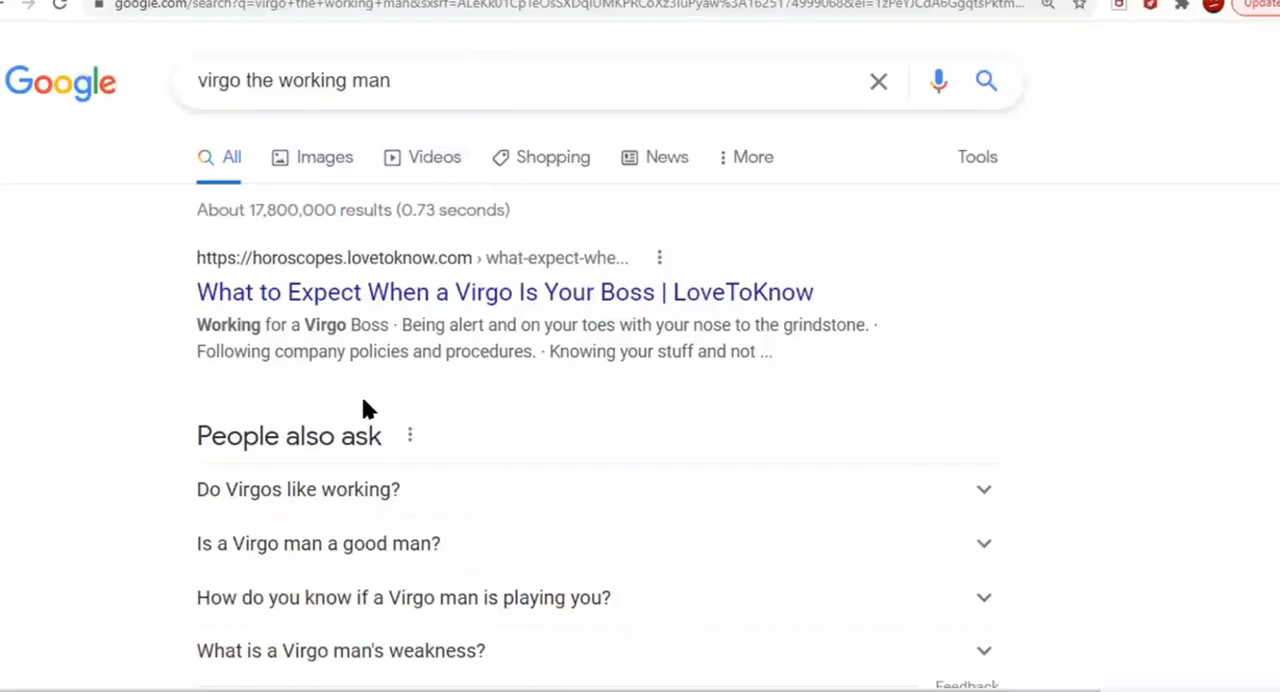 Update
Google
virgo the working man
All
Images
Videos
Shopping
News
More
Tools
About 17,800,000 results (0.73 seconds)
https://horoscopes.lovetoknow.com › what-expect-whe...
What to Expect When a Virgo Is Your Boss | LoveToKnow
Working for a Virgo Boss · Being alert and on your toes with your nose to the grindstone. ·
Following company policies and procedures. · Knowing your stuff and not ...
People also ask
Do Virgos like working?
Is a Virgo man a good man?
How do you know if a Virgo man is playing you?
What is a Virgo man's weakness?
Feedback